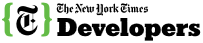 {T} The New York Times
Developers